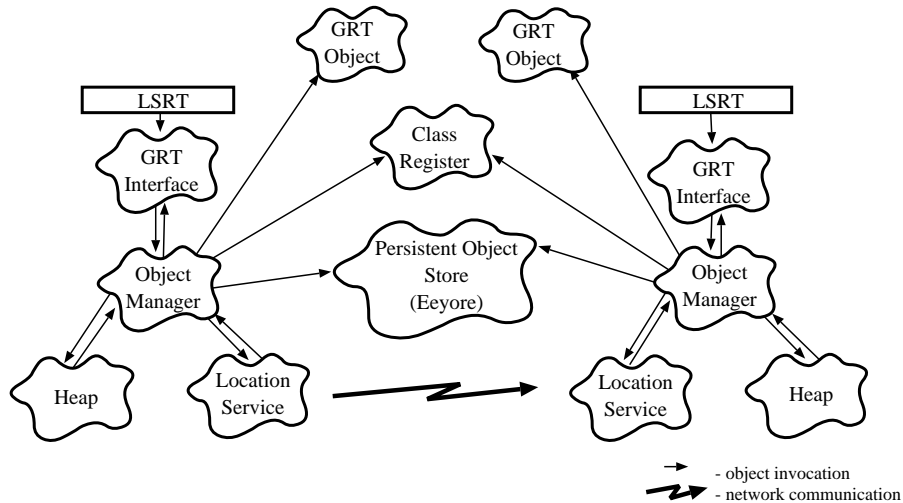 GRT
Object
GRT
Object
LSRT
LSRT
Class
Register
GRT
Interface
GRT
Interface
Persistent Object
Store
(Eeyore)
Object
Manager
Object
Manager
Heap
Location
Service
Location
Service
Heap
- object invocation
- network communication